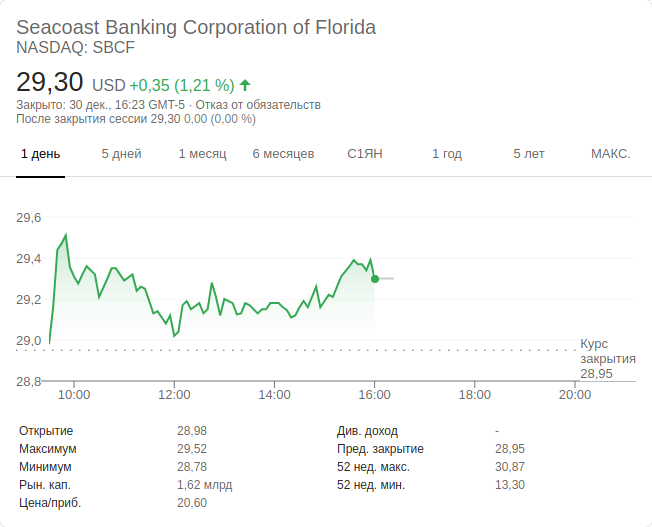 Seacoast Banking Corporation of Florida
NASDAQ: SBCF
29,30 USD +0,35 (1,21 %)
Закрыто: 30 дек., 16:23 GMT-5 · Отказ от обязательств
После закрытия сессии 29,30 0,00 (0,00 %)
1 день 5 дней 1 месяц 6 месяцев С1ЯН 1 год 5 лет МАКС.
29,6
29,4
29,2
29,0
Курс
закрытия
28,95
28,8
10:00 12:00 14:00 16:00 18:00 20:00
Открытие 28,98 Див. доход -
Максимум 29,52 Пред. закрытие 28,95
Минимум 28,78 52 нед. макс. 30,87
Рын. кап. 1,62 млрд 52 нед. мин. 13,30
Цена/приб. 20,60